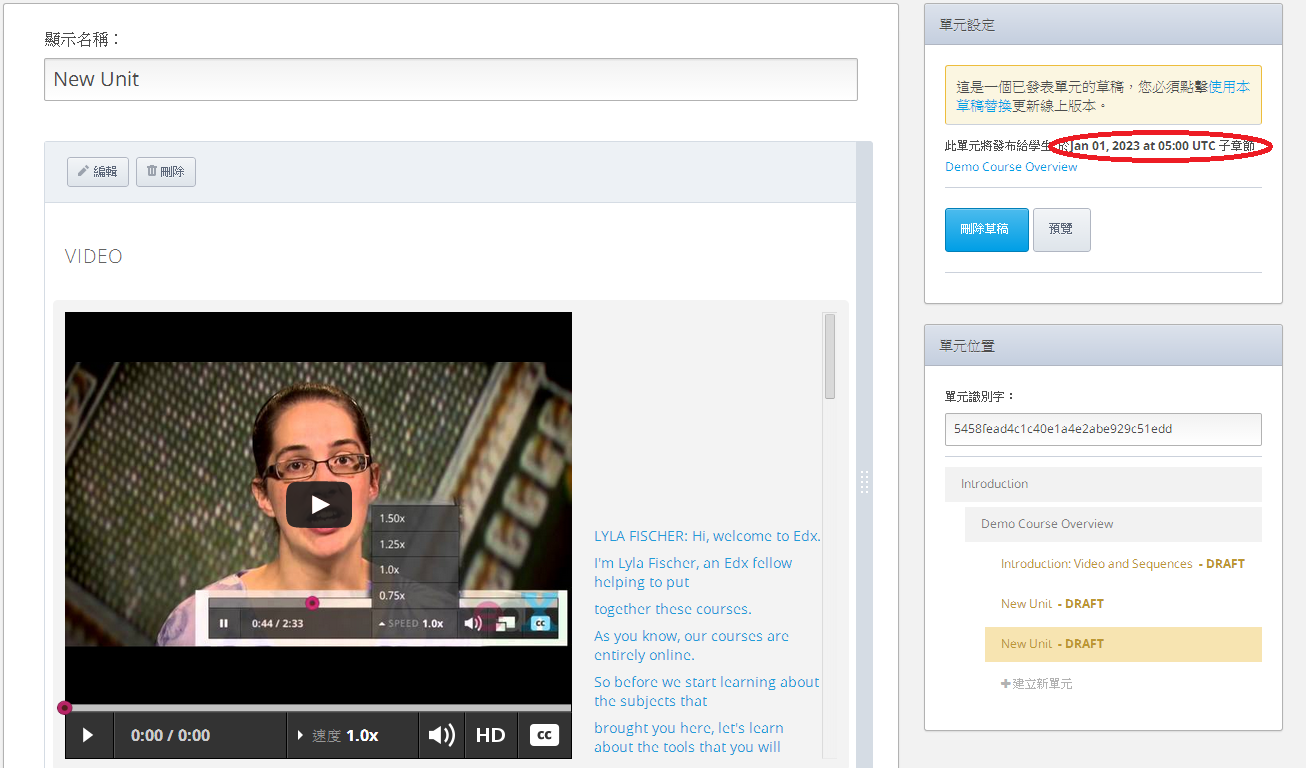 顯示名稱：
New Unit
編輯
刪除
VIDEO
1.50x
1.25x
1.0x
0.75x
0:44 / 2:33
SPEED 1.0x
cc
0:00 / 0:00
速度 1.0x
HD
cc
LYLA FISCHER: Hi, welcome to Edx.
I'm Lyla Fischer, an Edx fellow
helping to put
together these courses.
As you know, our courses are
entirely online.
So before we start learning about
the subjects that
brought you here, let's learn
about the tools that you will
單元設定
這是一個已發表單元的草稿，您必須點擊使用本
草稿替換更新線上版本。
此單元將發布給學生 於 Jan 01, 2023 at 05:00 UTC 子章節
Demo Course Overview
刪除草稿
預覽
單元位置
單元識別字：
5458fead4c1c40e1a4e2abe929c51edd
Introduction
Demo Course Overview
Introduction: Video and Sequences - DRAFT
New Unit - DRAFT
New Unit - DRAFT
+建立新單元